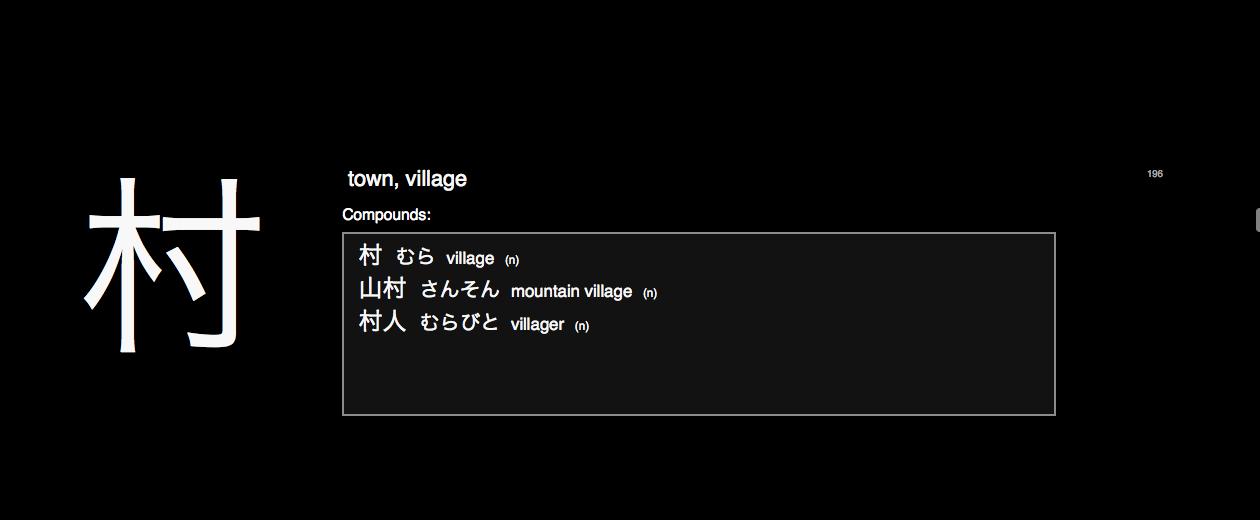 村
town, village
196
Compounds:
村 むら village (n)
山村 さんそん mountain village (n)
村人 むらびと villager (n)